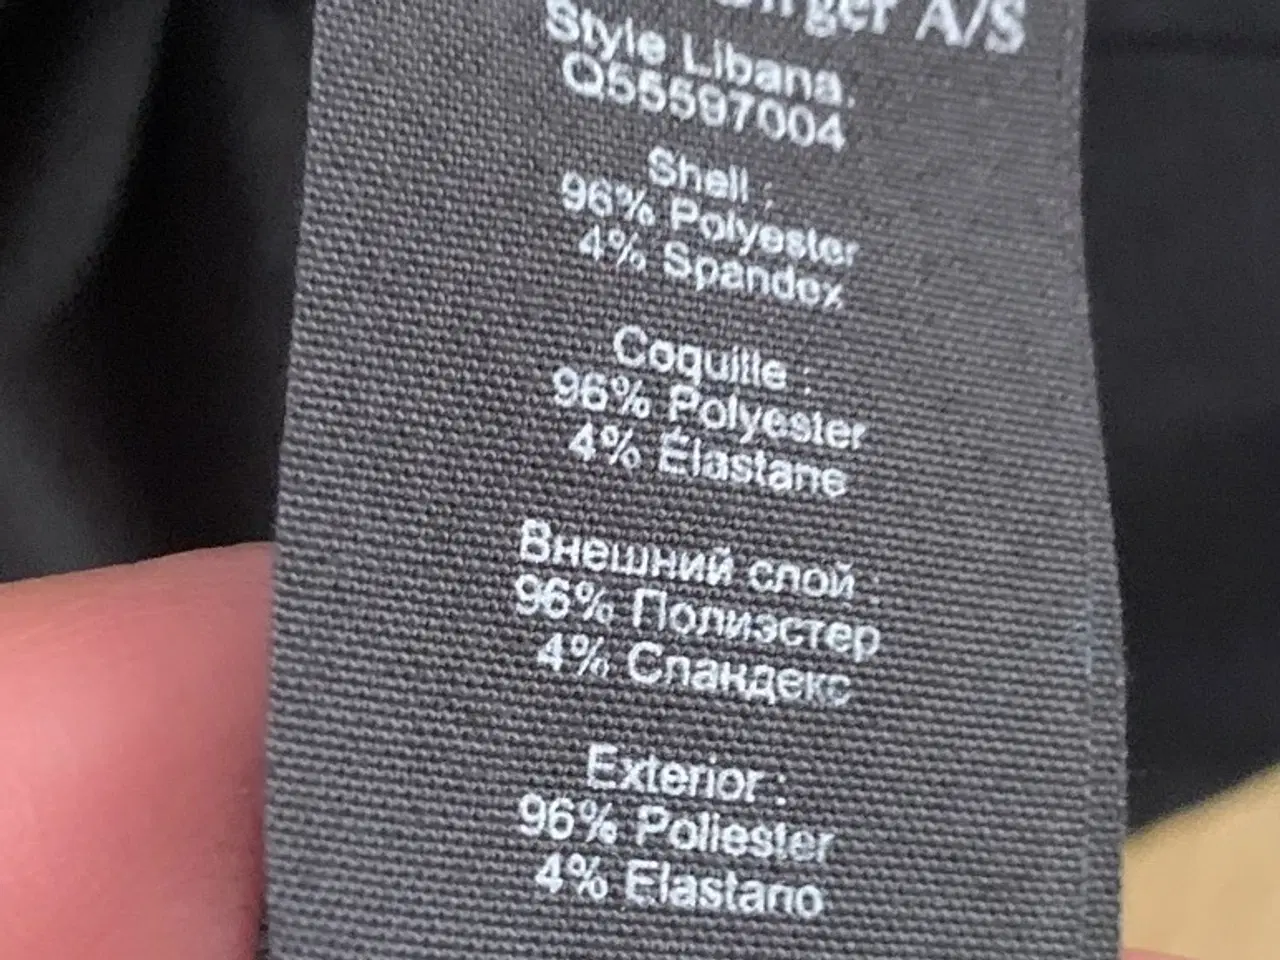 A/S
Style Libana.
Q55597004
Shell :
96% Polyester
4% Spandex
Coquille :
96% Polyester
4% Élastane
Внешний слой :
96% Полиэстер
4% Спандекс
Exterior :
96% Poliester
4% Elastano